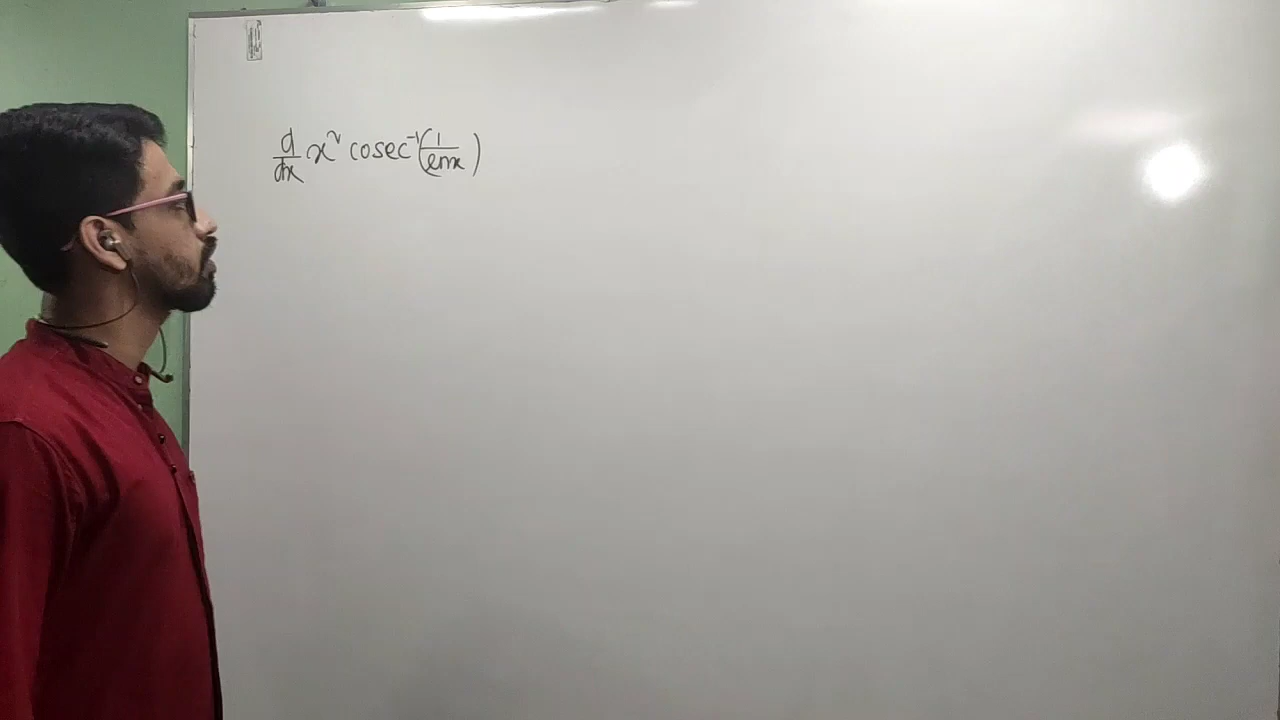 d/dx x² cosec⁻¹(1/lnx)